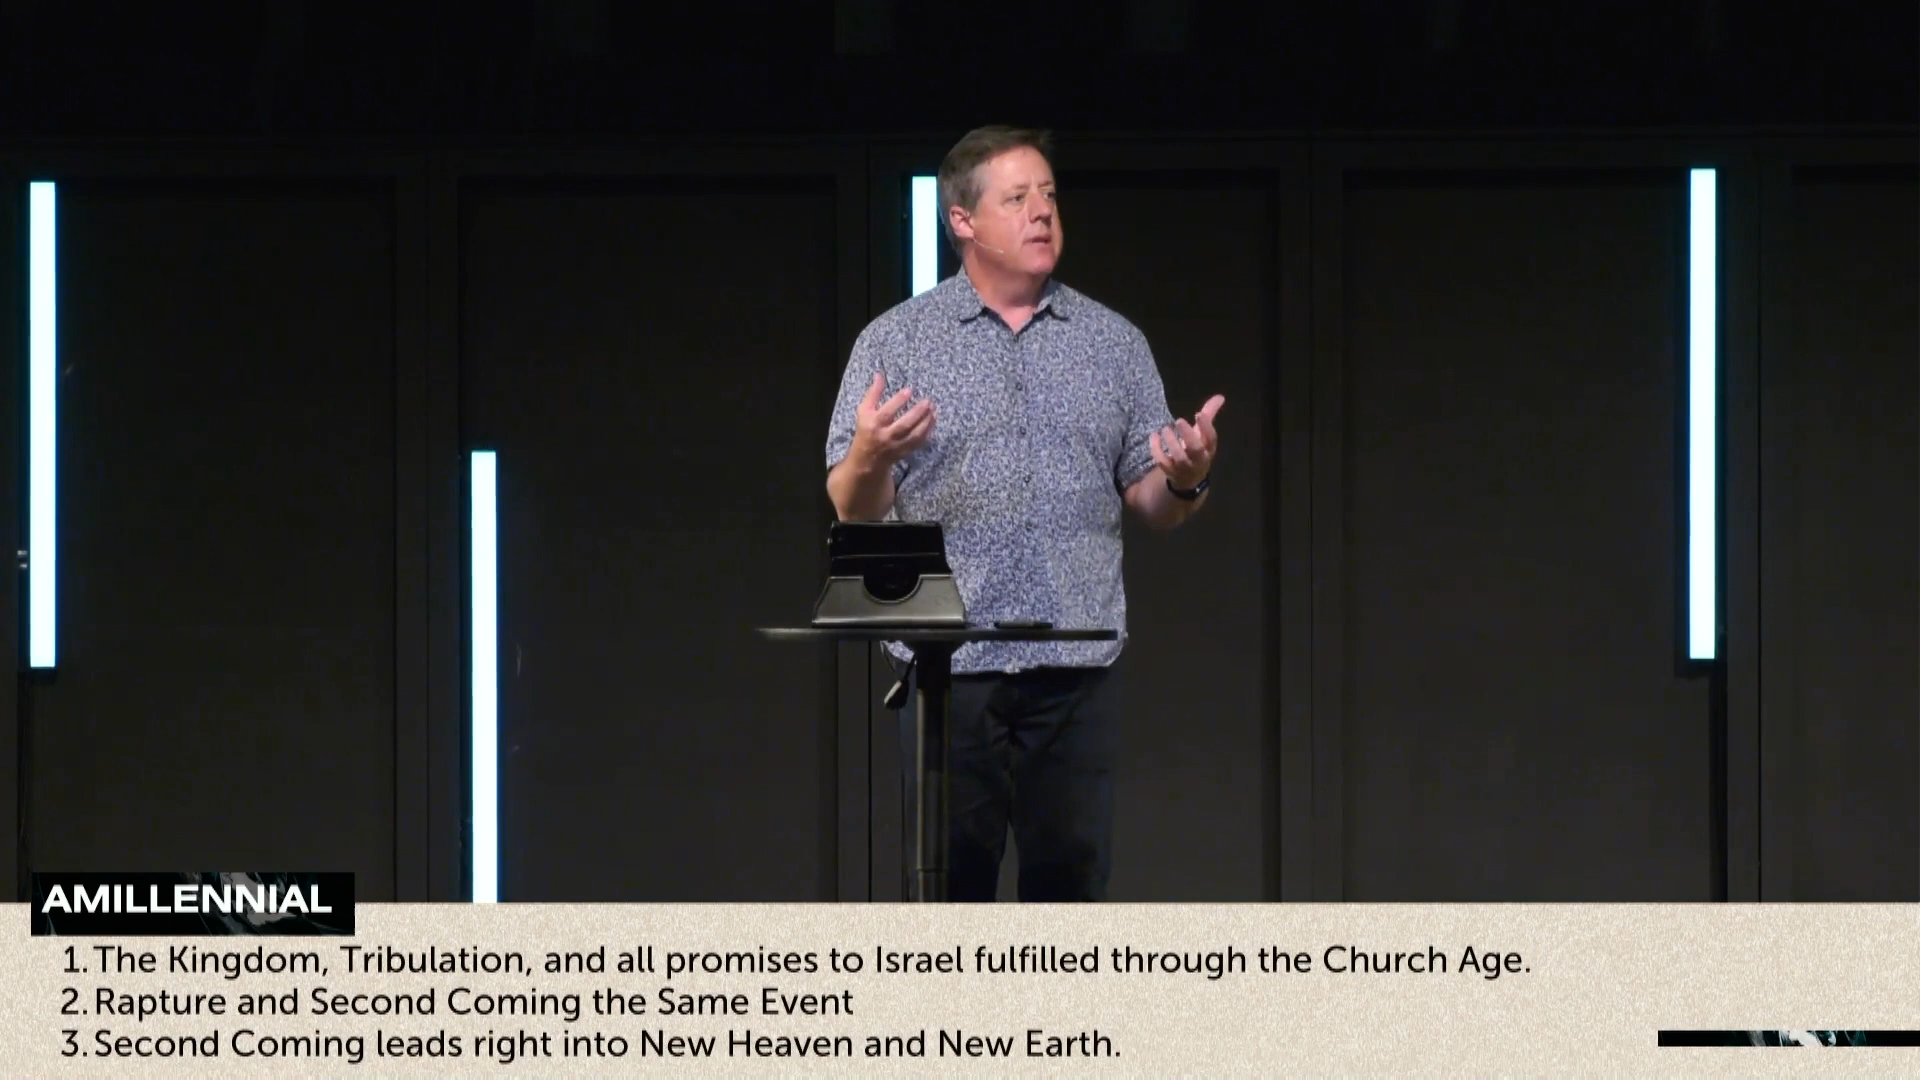 AMILLENNIAL
1. The Kingdom, Tribulation, and all promises to Israel fulfilled through the Church Age.
2. Rapture and Second Coming the Same Event
3. Second Coming leads right into New Heaven and New Earth.